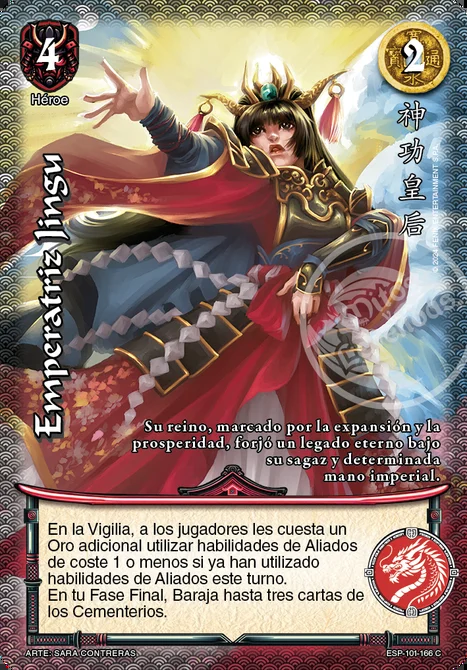 4
Héroe
2
神功皇后
Emperatriz Jingu
Mitos
Su reino, marcado por la expansión y la
prosperidad, forjó un legado eterno bajo
su sagaz y determinada
mano imperial.
En la Vigilia, a los jugadores les cuesta un
Oro adicional utilizar habilidades de Aliados
de coste 1 o menos si ya han utilizado
habilidades de Aliados este turno.
En tu Fase Final, Baraja hasta tres cartas de
los Cementerios.
ARTE: SARA CONTRERAS
ESP-101-166 C